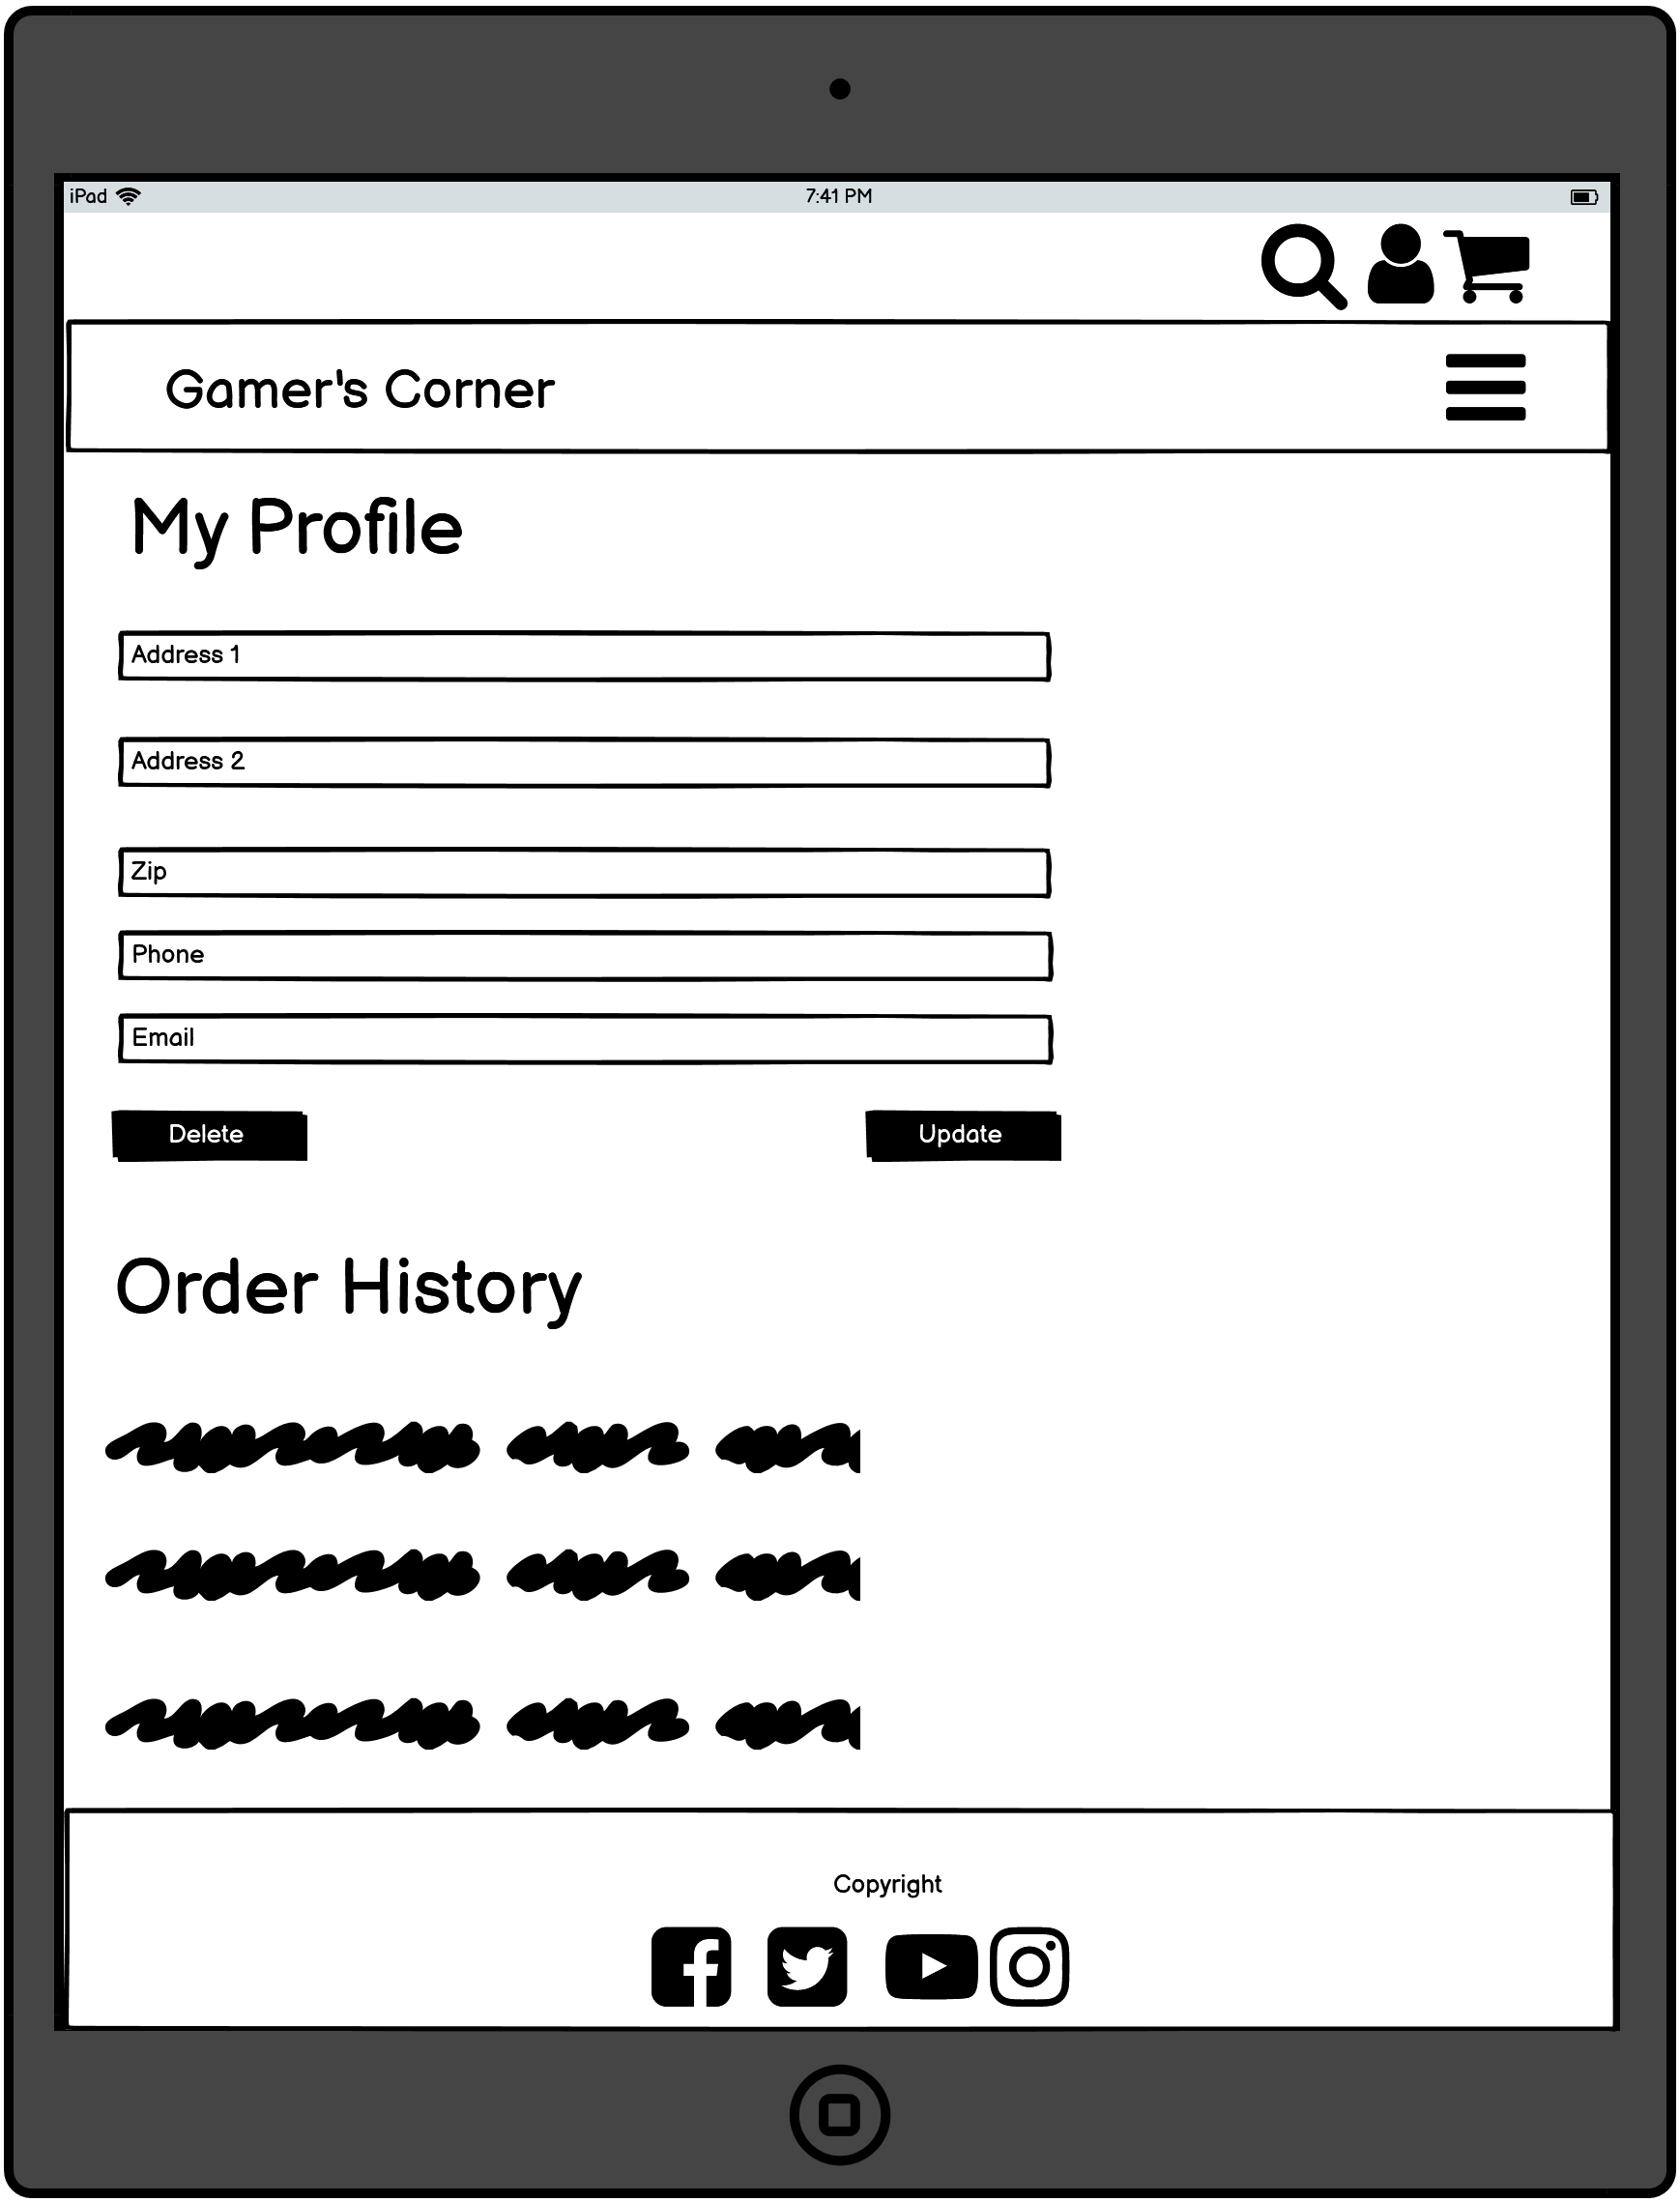 iPad
7:41 PM
Gamer's Corner
My Profile
Address 1
Address 2
Zip
Phone
Email
Delete
Update
Order History
Copyright